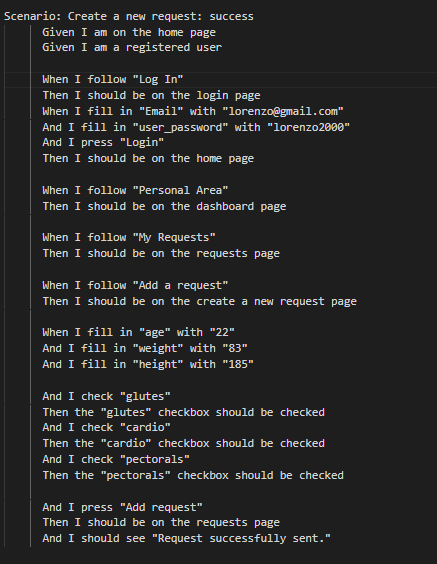 Scenario: Create a new request: success
Given I am on the home page
Given I am a registered user
When I follow "Log In"
Then I should be on the login page
When I fill in "Email" with "lorenzo@gmail.com"
And I fill in "user_password" with "lorenzo2000"
And I press "Login"
Then I should be on the home page
When I follow "Personal Area"
Then I should be on the dashboard page
When I follow "My Requests"
Then I should be on the requests page
When I follow "Add a request"
Then I should be on the create a new request page
When I fill in "age" with "22"
And I fill in "weight" with "83"
And I fill in "height" with "185"
And I check "glutes"
Then the "glutes" checkbox should be checked
And I check "cardio"
Then the "cardio" checkbox should be checked
And I check "pectorals"
Then the "pectorals" checkbox should be checked
And I press "Add request"
Then I should be on the requests page
And I should see "Request successfully sent."